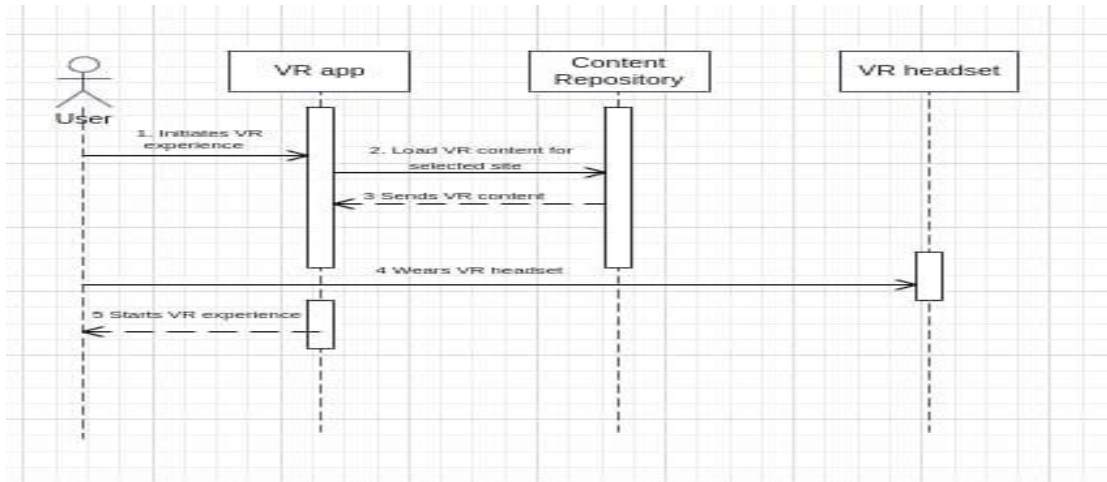 VR app
Content
Repository
VR headset
User
1. Initiates VR
experience
2. Load VR content for
selected site
3 Sends VR content
4 Wears VR headset
5 Starts VR experience